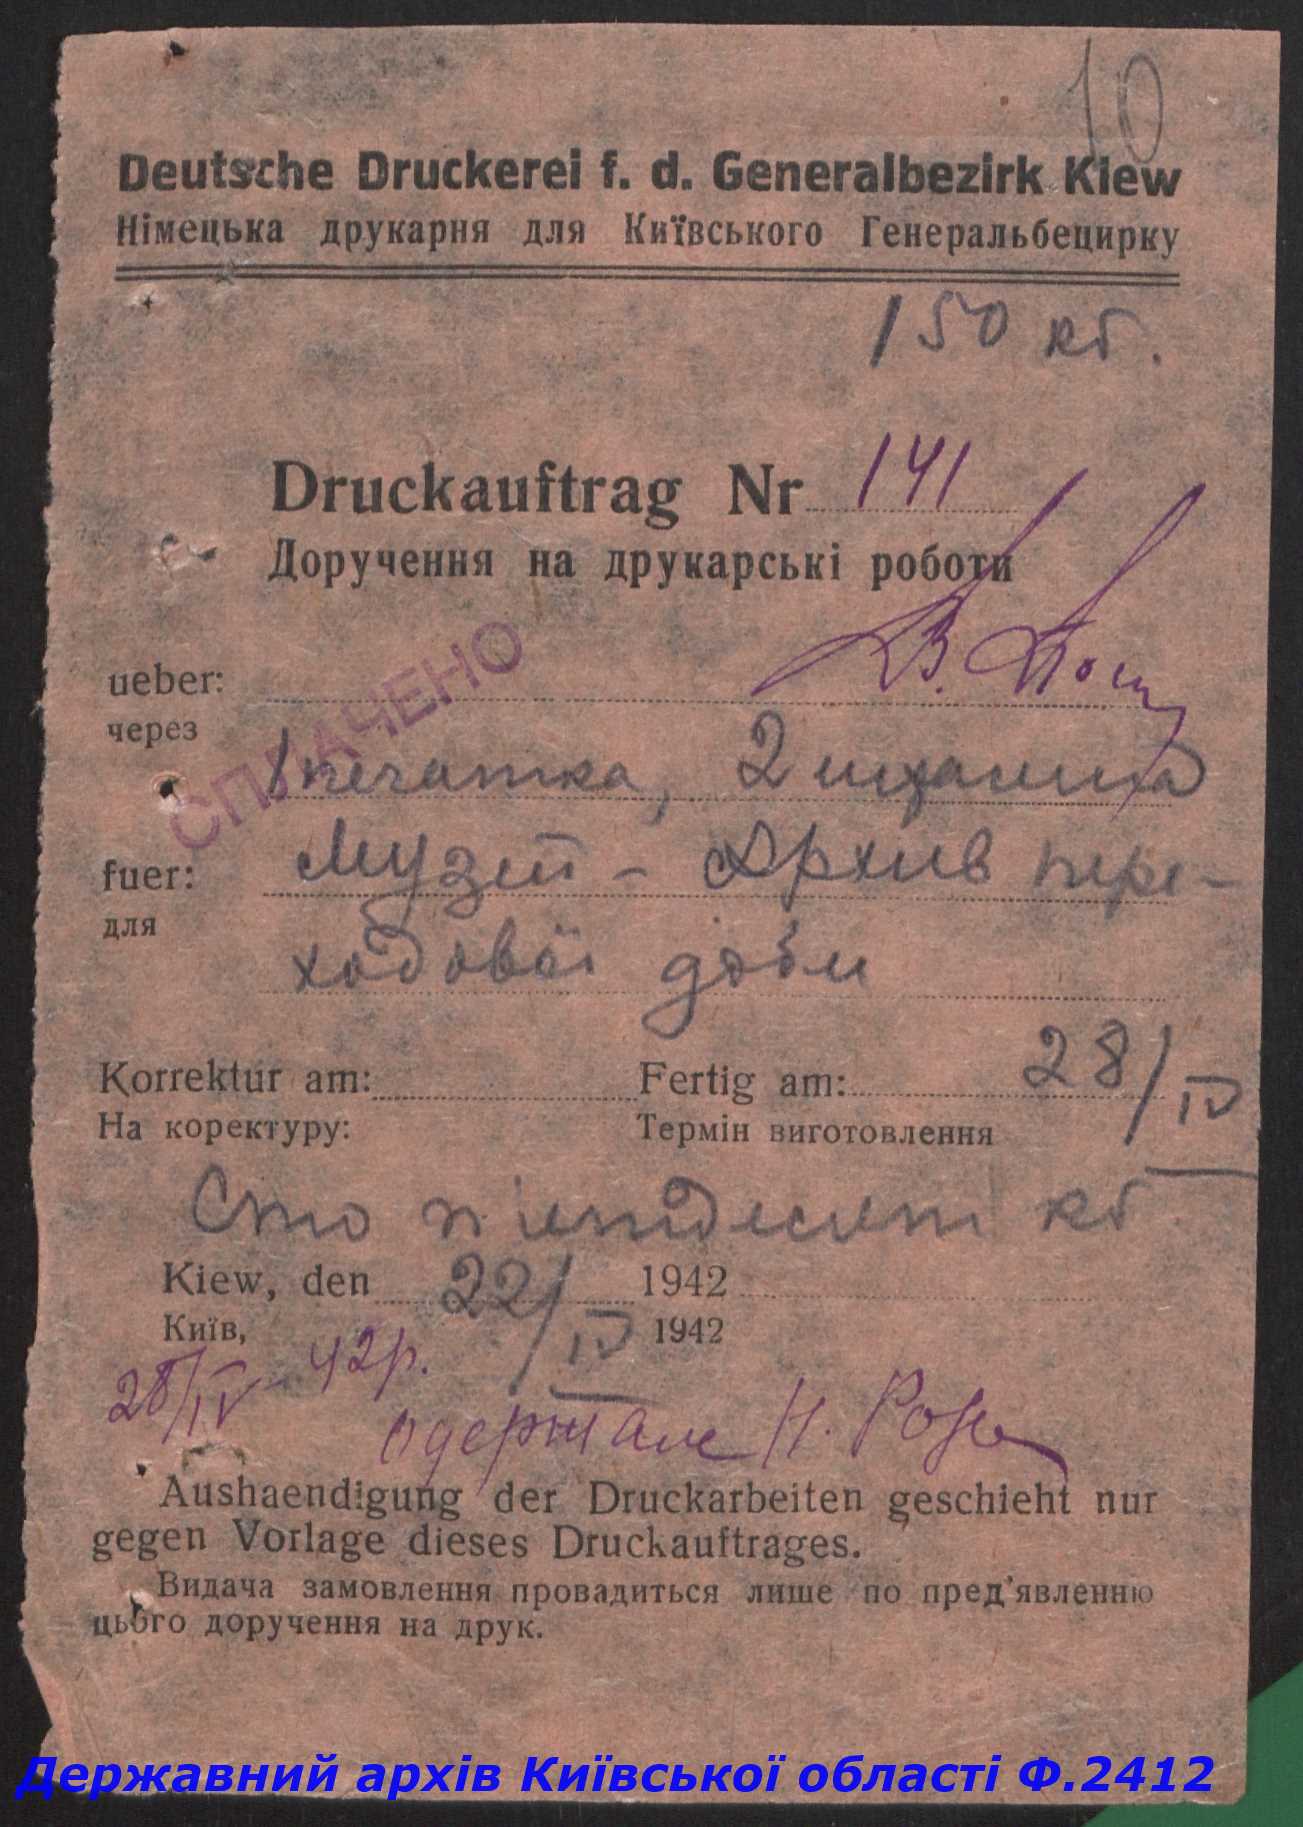 10
Deutsche Druckerei f. d. Generalbezirk Kiew
Німецька друкарня для Київського Генеральбецирку
150 кб.
Druckauftrag Nr 141
Доручення на друкарські роботи
СПЛАЧЕНО
ueber:
через
1 печатка, 2 штампа
fuer: Музей - Архив пере-
для
ходової доби
Korrektur am: Fertig am: 28/IV
На коректуру: Термін виготовлення
Сто п'ятдесят кб
Kiew, den 22/IV 1942
Київ, 1942
28/IV - 42р.
одержала Н.
Aushaendigung der Druckarbeiten geschieht nur
gegen Vorlage dieses Druckauftrages.
Видача замовлення провадиться лише по пред'явленню
цього доручення на друк.
Державний архів Київської області Ф.2412